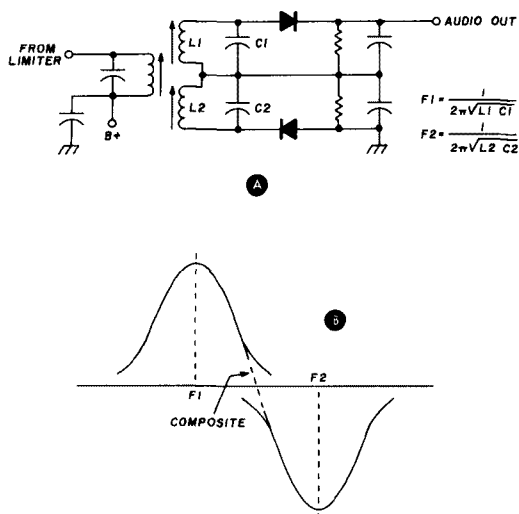 FROM LIMITER
B+
L1
C1
L2
C2
AUDIO OUT
F1 = 1 / 2π√L1 C1
F2 = 1 / 2π√L2 C2
A
B
F1
F2
COMPOSITE